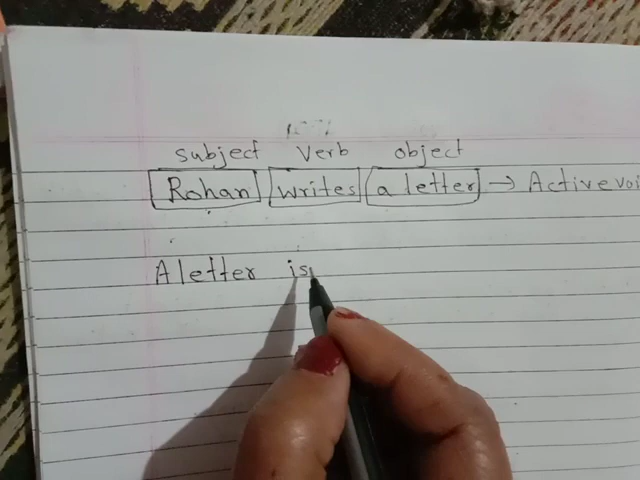 subject Verb object
Rohan writes a letter → Active voi
A letter is